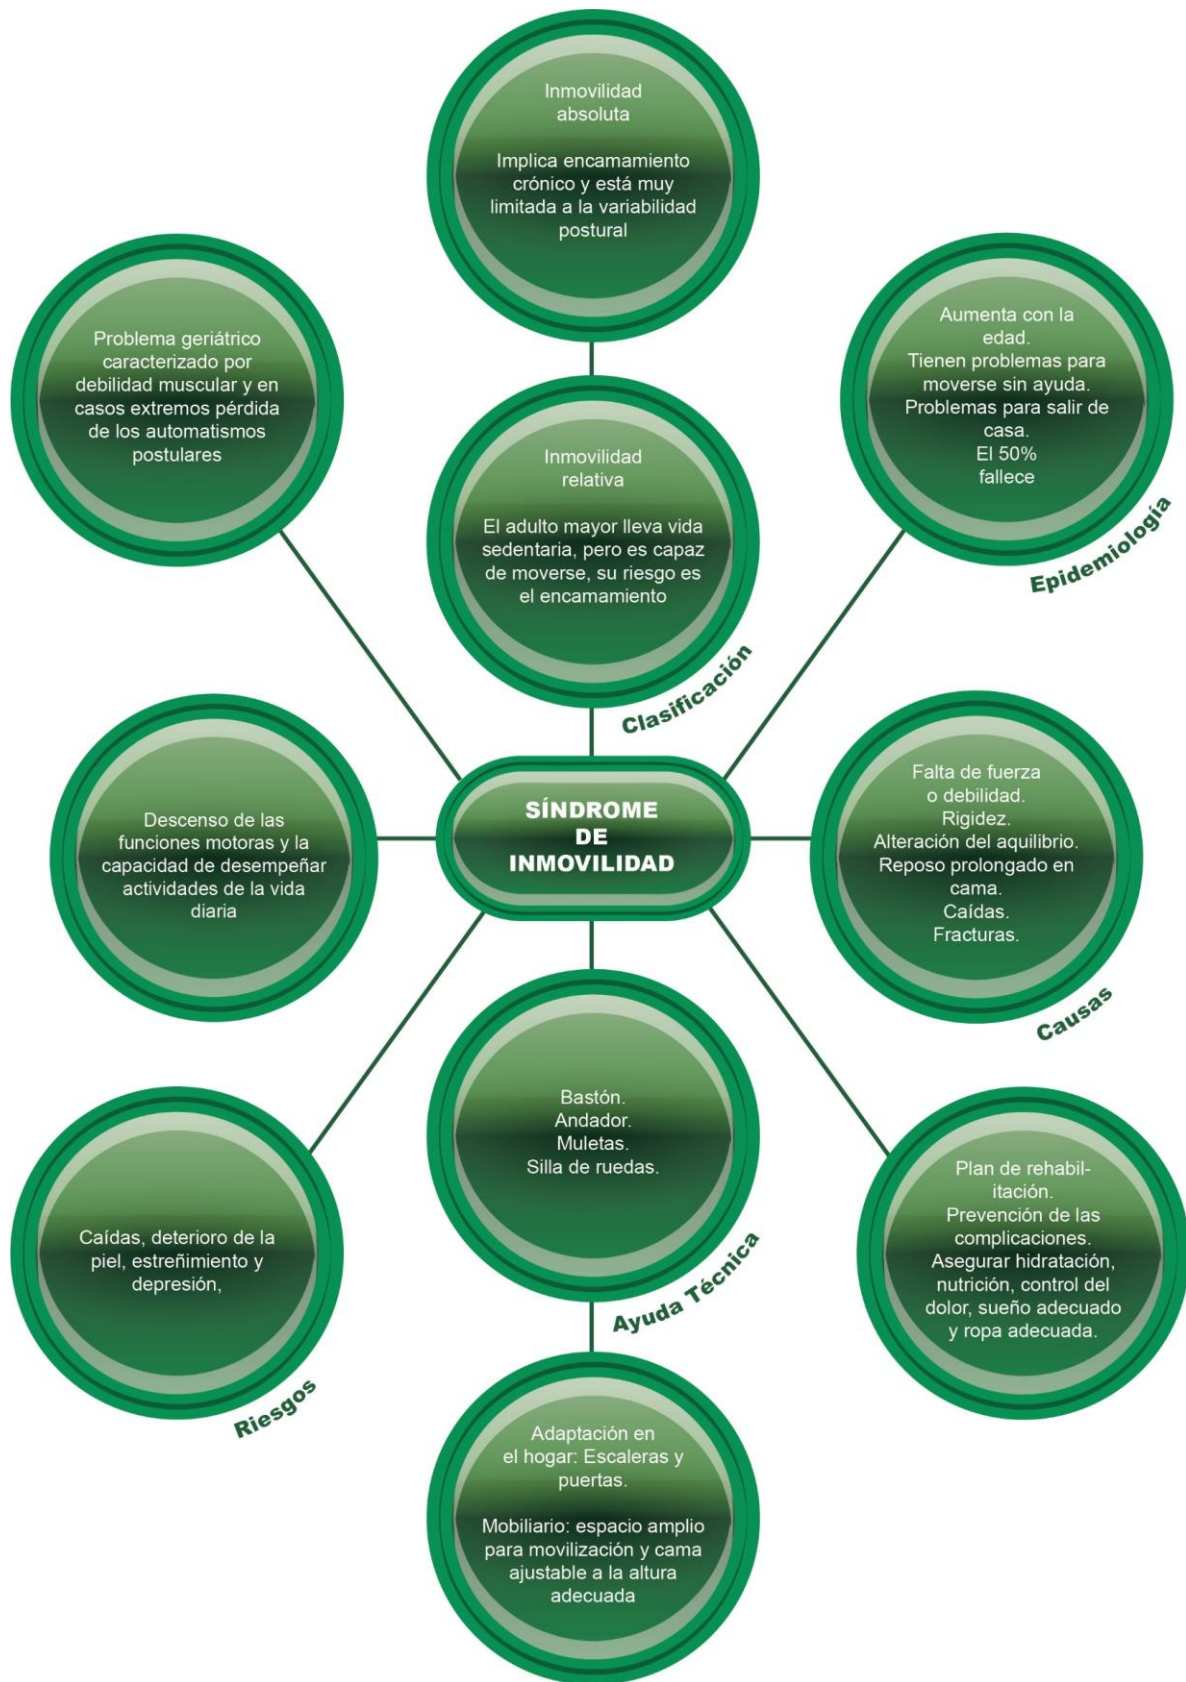 Inmovilidad
absoluta
Implica encamamiento
crónico y está muy
limitada a la variabilidad
postural
Problema geriátrico
caracterizado por
debilidad muscular y en
casos extremos pérdida
de los automatismos
postulares
Aumenta con la
edad.
Tienen problemas para
moverse sin ayuda.
Problemas para salir de
casa.
El 50%
fallece
Epidemiología
Inmovilidad
relativa
El adulto mayor lleva vida
sedentaria, pero es capaz
de moverse, su riesgo es
el encamamiento
Clasificación
Descenso de las
funciones motoras y la
capacidad de desempeñar
actividades de la vida
diaria
SÍNDROME
DE
INMOVILIDAD
Falta de fuerza
o debilidad.
Rigidez.
Alteración del aquilibrio.
Reposo prolongado en
cama.
Caídas.
Fracturas.
Causas
Bastón.
Andador.
Muletas.
Silla de ruedas.
Ayuda Técnica
Caídas, deterioro de la
piel, estreñimiento y
depresión,
Riesgos
Plan de rehabil-
itación.
Prevención de las
complicaciones.
Asegurar hidratación,
nutrición, control del
dolor, sueño adecuado
y ropa adecuada.
Adaptación en
el hogar: Escaleras y
puertas.
Mobiliario: espacio amplio
para movilización y cama
ajustable a la altura
adecuada